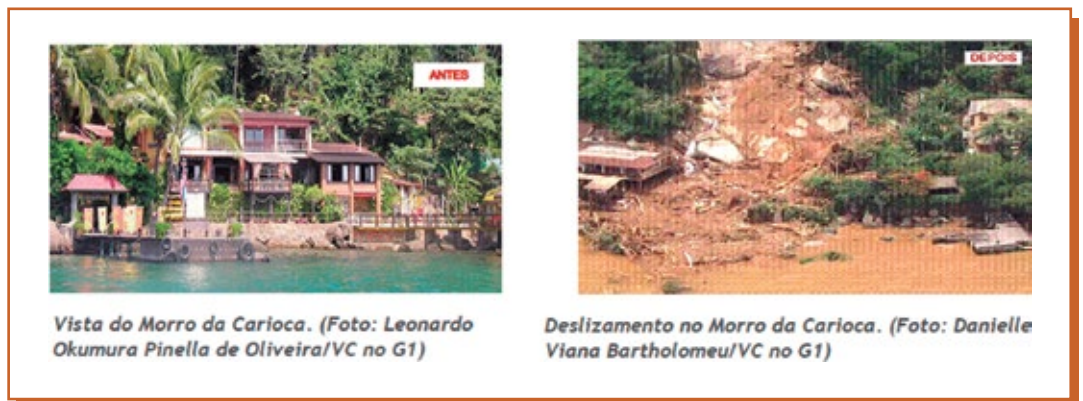 ANTES
DEPOIS
Vista do Morro da Carioca. (Foto: Leonardo
Okumura Pinella de Oliveira/VC no G1)
Deslizamento no Morro da Carioca. (Foto: Danielle
Viana Bartholomeu/VC no G1)